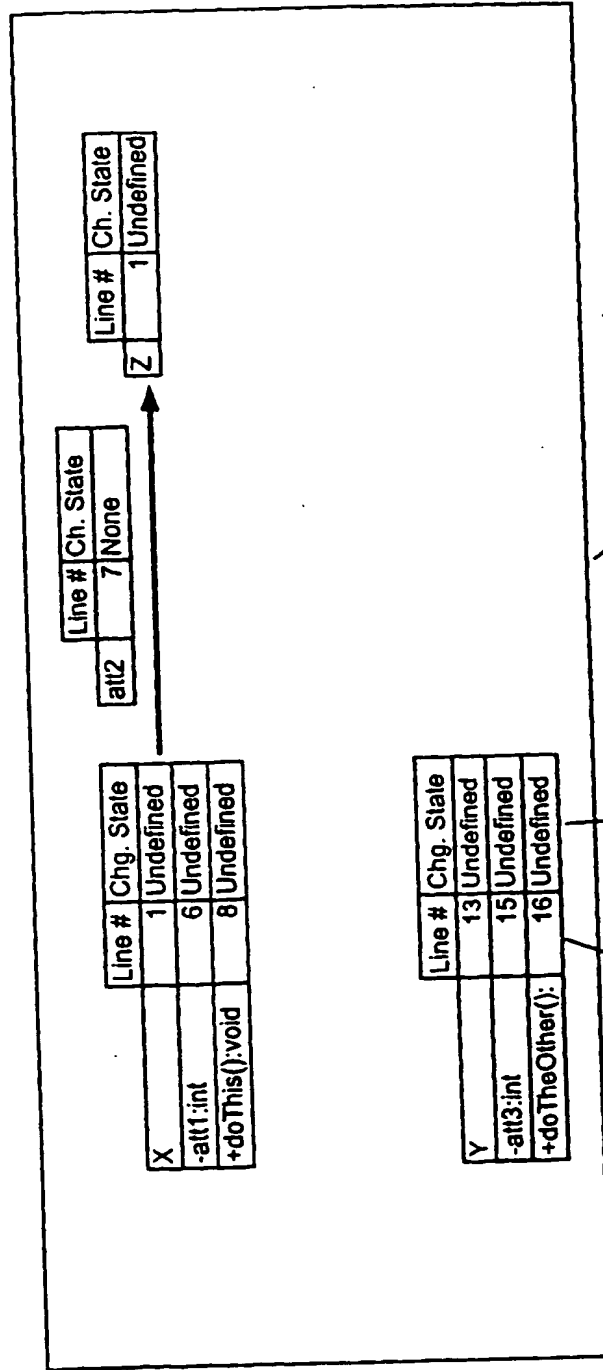 Line # Chg. State
X 1 Undefined
-att1:int 6 Undefined
+doThis():void 8 Undefined
Line # Ch. State
att2 7 None
Line # Ch. State
Z 1 Undefined
Line # Chg. State
Y 13 Undefined
-att3:int 15 Undefined
+doTheOther(): 16 Undefined